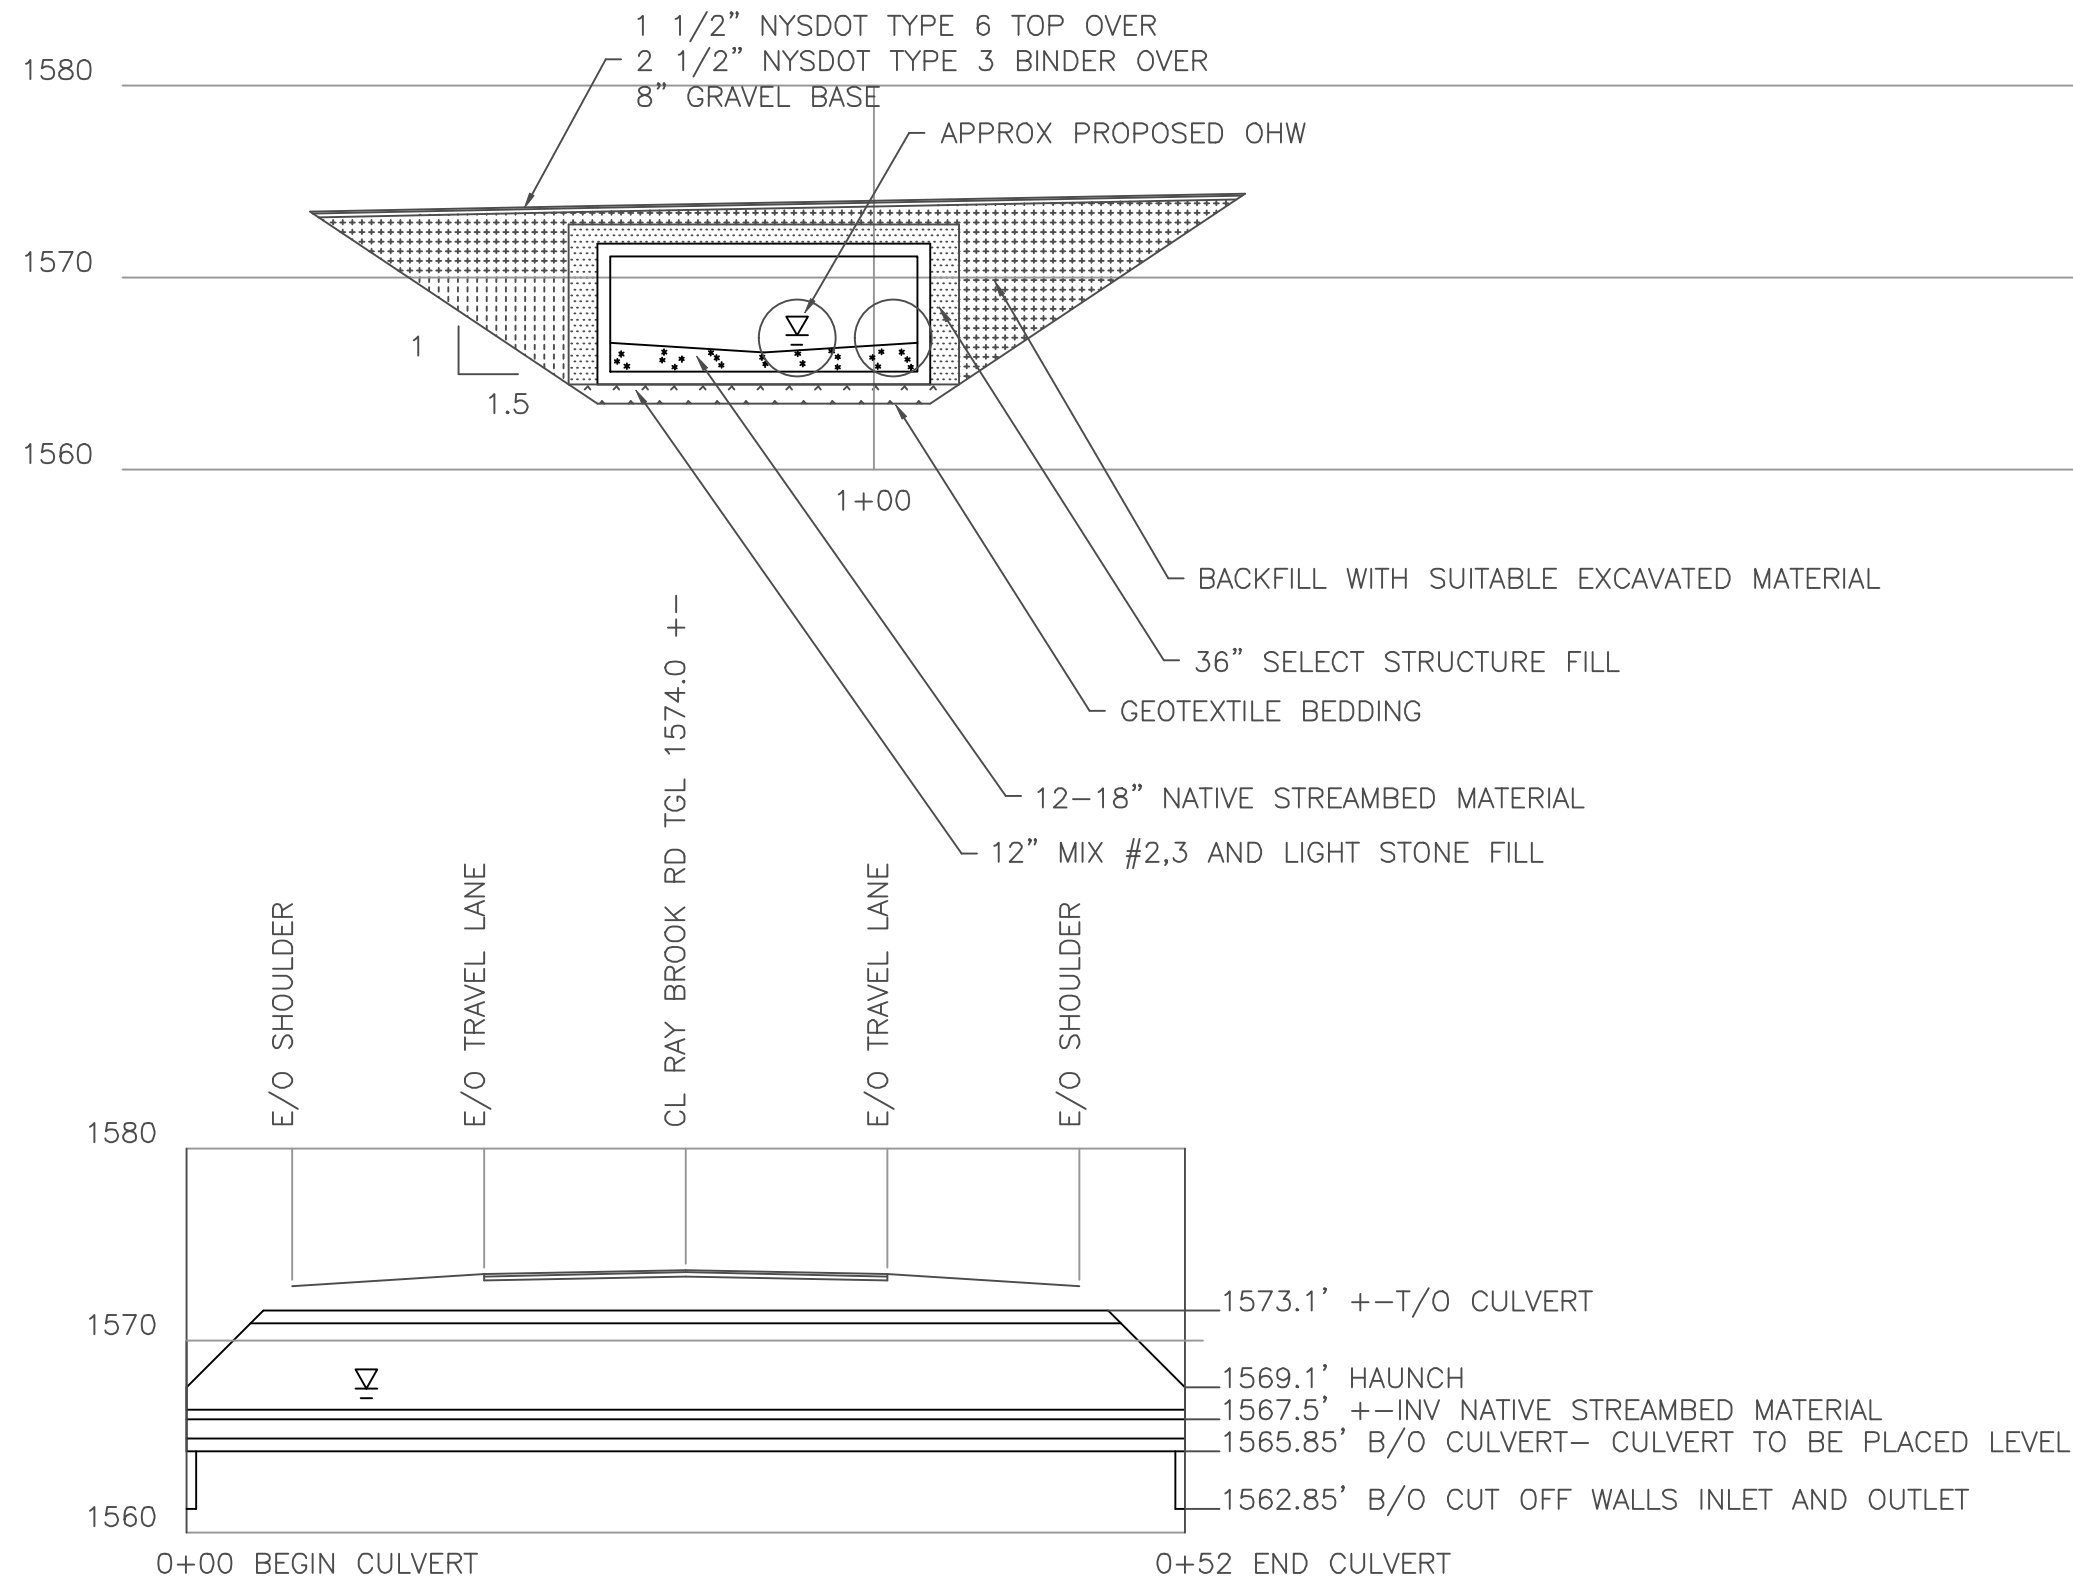 1 1/2” NYSDOT TYPE 6 TOP OVER
2 1/2” NYSDOT TYPE 3 BINDER OVER
8” GRAVEL BASE
1580
APPROX PROPOSED OHW
1570
1
1.5
1560
1+00
BACKFILL WITH SUITABLE EXCAVATED MATERIAL
36” SELECT STRUCTURE FILL
GEOTEXTILE BEDDING
12-18” NATIVE STREAMBED MATERIAL
12” MIX #2,3 AND LIGHT STONE FILL
E/O SHOULDER
E/O TRAVEL LANE
CL RAY BROOK RD TGL 1574.0 +-
E/O TRAVEL LANE
E/O SHOULDER
1580
1573.1’ +-T/O CULVERT
1570
1569.1’ HAUNCH
1567.5’ +-INV NATIVE STREAMBED MATERIAL
1565.85’ B/O CULVERT- CULVERT TO BE PLACED LEVEL
1562.85’ B/O CUT OFF WALLS INLET AND OUTLET
1560
0+00 BEGIN CULVERT
0+52 END CULVERT